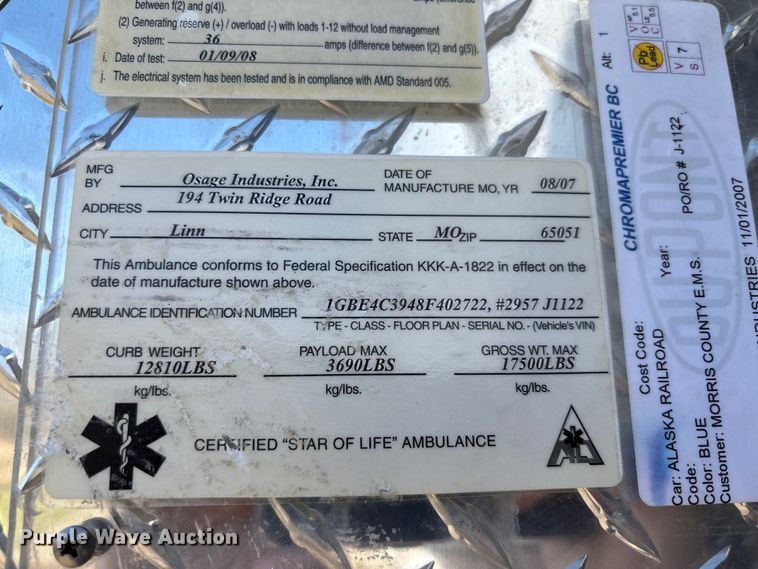 between f(2) and g(4)).
(2) Generating reserve (+) / overload (-) with loads 1-12 without load management
system: 36 amps (difference between f(2) and g(5)).
i. Date of test: 01/09/08
j. The electrical system has been tested and is in compliance with AMD Standard 005.
MFG BY Osage Industries, Inc. DATE OF MANUFACTURE MO, YR 08/07
ADDRESS 194 Twin Ridge Road
CITY Linn STATE MO ZIP 65051
This Ambulance conforms to Federal Specification KKK-A-1822 in effect on the
date of manufacture shown above.
AMBULANCE IDENTIFICATION NUMBER 1GBE4C3948F402722, #2957 J1122
TYPE - CLASS - FLOOR PLAN - SERIAL NO. - (Vehicle's VIN)
CURB WEIGHT PAYLOAD MAX GROSS WT. MAX
12810LBS 3690LBS 17500LBS
kg/lbs. kg/lbs. kg/lbs.
CERTIFIED "STAR OF LIFE" AMBULANCE
CHROMAPREMIER BC Alt: 1
Pb Lead
V 7
S
DUPONT
Cost Code: Year: PO/RO # J-1122
Car: ALASKA RAILROAD
Code:
Color: BLUE
Customer: MORRIS COUNTY E.M.S.
11/01/2007
Purple Wave Auction